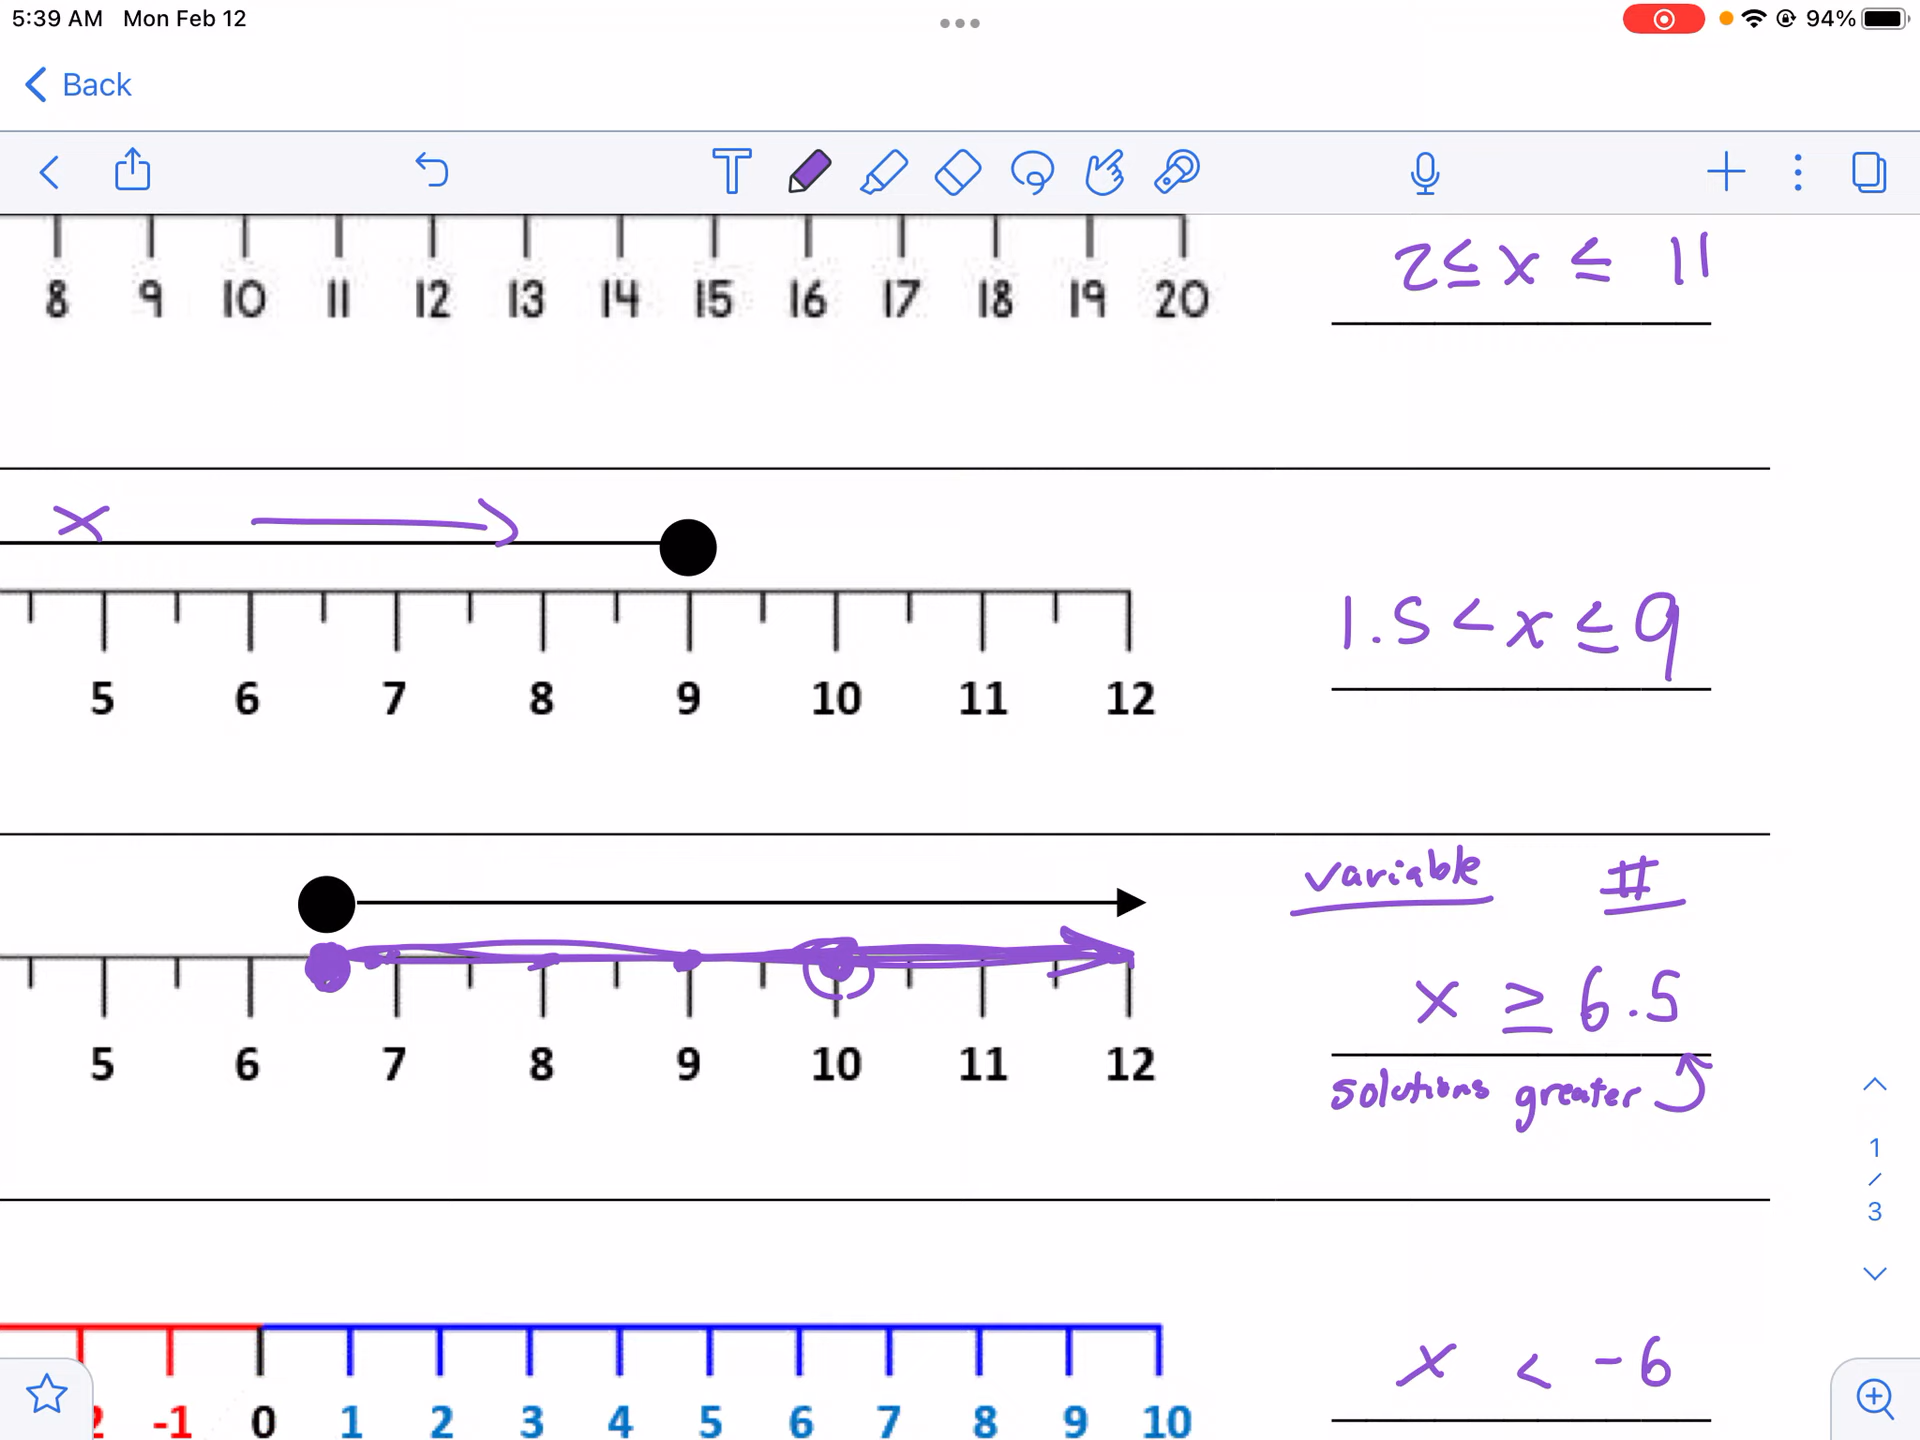 5:39 AM Mon Feb 12
94%
Back
8 9 10 11 12 13 14 15 16 17 18 19 20
2 ≤ x ≤ 11
x
5 6 7 8 9 10 11 12
1.5 < x ≤ 9
variable #
x ≥ 6.5
5 6 7 8 9 10 11 12
solutions greater
1
/
3
x < -6
-1 0 1 2 3 4 5 6 7 8 9 10